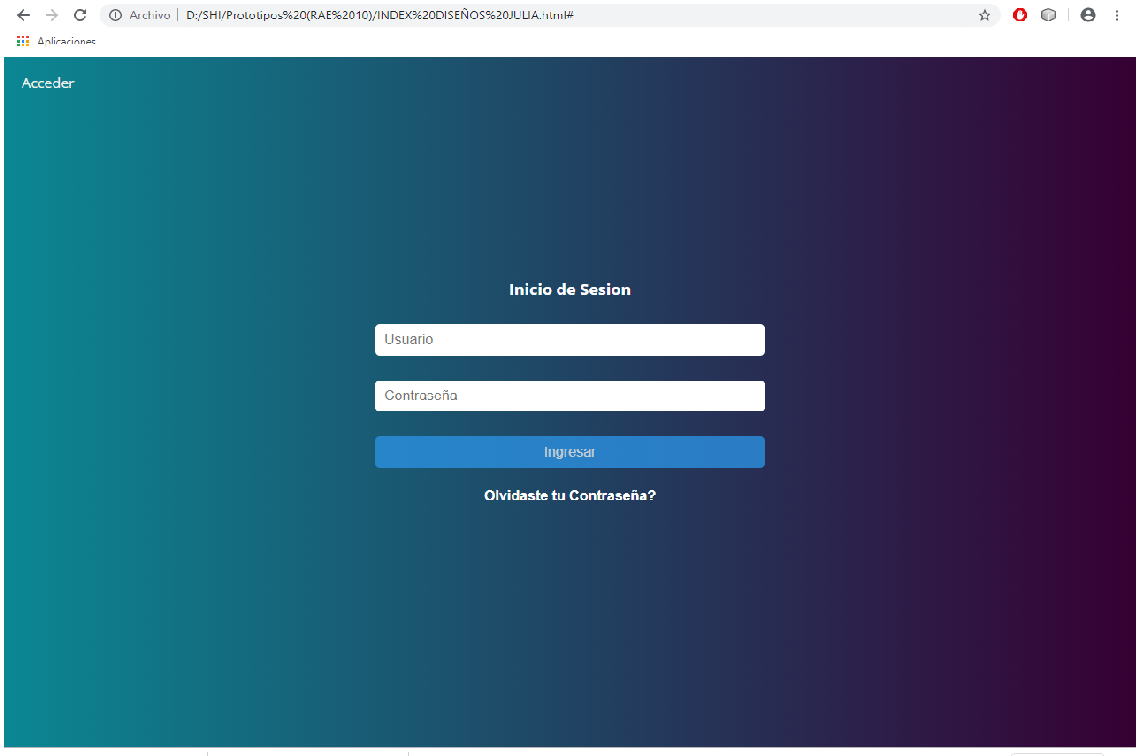 Archivo | D:/SHI/Prototipos%20(RAE%2010)/INDEX%20DISEÑOS%20JULIA.html#
Aplicaciones
Acceder
Inicio de Sesion
Usuario
Contraseña
Ingresar
Olvidaste tu Contraseña?